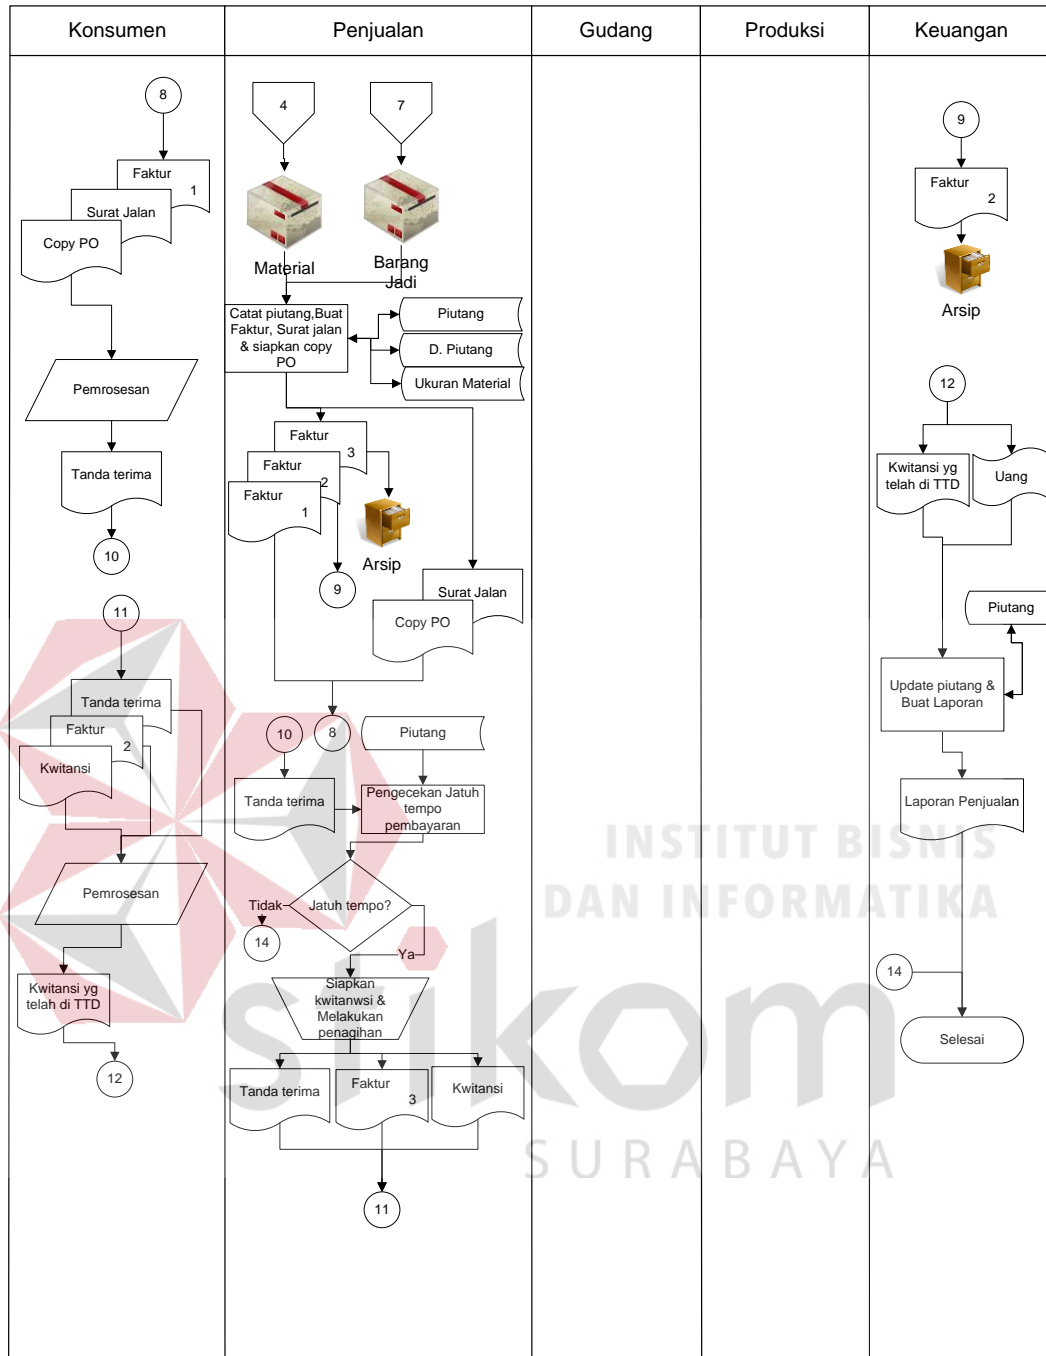 Konsumen
Penjualan
Gudang
Produksi
Keuangan
8
Faktur
1
Surat Jalan
Copy PO
Pemrosesan
Tanda terima
10
11
Tanda terima
Faktur
2
Kwitansi
Pemrosesan
Kwitansi yg
telah di TTD
12
4
7
Material
Barang
Jadi
Catat piutang,Buat
Faktur, Surat jalan
& siapkan copy
PO
Piutang
D. Piutang
Ukuran Material
Faktur
3
Faktur
2
Faktur
1
Arsip
9
Surat Jalan
Copy PO
8
10
Piutang
Tanda terima
Pengecekan Jatuh
tempo
pembayaran
Jatuh tempo?
Tidak
14
Ya
Siapkan
kwitanwsi &
Melakukan
penagihan
Tanda terima
Faktur
3
Kwitansi
11
9
Faktur
2
Arsip
12
Kwitansi yg
telah di TTD
Uang
Piutang
Update piutang &
Buat Laporan
Laporan Penjualan
14
Selesai
INSTITUT BISNIS
DAN INFORMATIKA
stikom
SURABAYA